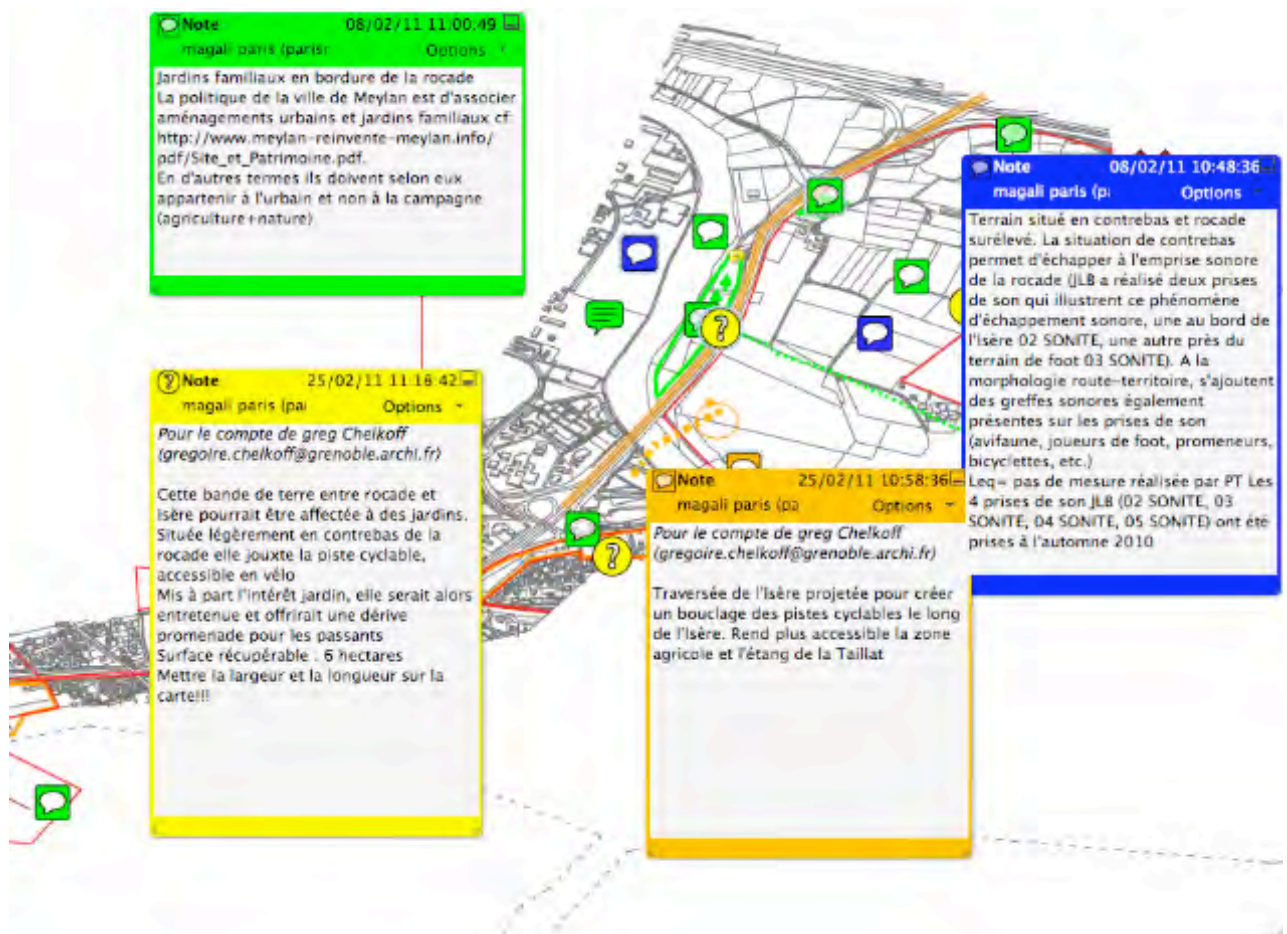 Note 08/02/11 11.00:49
magali paris (parisr Options
Jardins familiaux en bordure de la rocade
La politique de la ville de Meylan est d'associer
aménagements urbains et jardins familiaux cf
http://www.meylan-reinvente-meylan.info/
pdf/Site_et_Patrimoine.pdf.
En d'autres termes ils doivent selon eux
appartenir à l'urbain et non à la campagne
(agriculture+nature)
Note 08/02/11 10:48:36
magali paris (pa Options
Terrain situé en contrebas et rocade
surélevé. La situation de contrebas
permet d'échapper à l'emprise sonore
de la rocade (JLB a réalisé deux prises
de son qui illustrent ce phénomène
d'échappement sonore, une au bord de
l'Isère 02 SONITE, une autre près du
terrain de foot 03 SONITE). A la
morphologie route-territoire, s'ajoutent
des greffes sonores également
présentes sur les prises de son
(avifaune, joueurs de foot, promeneurs,
bicyclettes, etc.)
Leq= pas de mesure réalisée par PT Les
4 prises de son JLB (02 SONITE, 03
SONITE, 04 SONITE, 05 SONITE) ont été
prises à l'automne 2010
?
? Note 25/02/11 11:16:42
magali paris (pai Options
Pour le compte de greg Chelkoff
(gregoire.chelkoff@grenoble.archi.fr)
Cette bande de terre entre rocade et
Isère pourrait être affectée à des jardins.
Située légèrement en contrebas de la
rocade elle jouxte la piste cyclable,
accessible en vélo
Mis à part l'intérêt jardin, elle serait alors
entretenue et offrirait une dérive
promenade pour les passants
Surface récupérable . 6 hectares
Mettre la largeur et la longueur sur la
carte!!!
?
Note 25/02/11 10:58:36
magali paris (pa Options
Pour le compte de greg Chelkoff
(gregoire.chelkoff@grenoble.archi.fr)
Traversée de l'Isère projetée pour créer
un bouclage des pistes cyclables le long
de l'Isère. Rend plus accessible la zone
agricole et l'étang de la Taillat